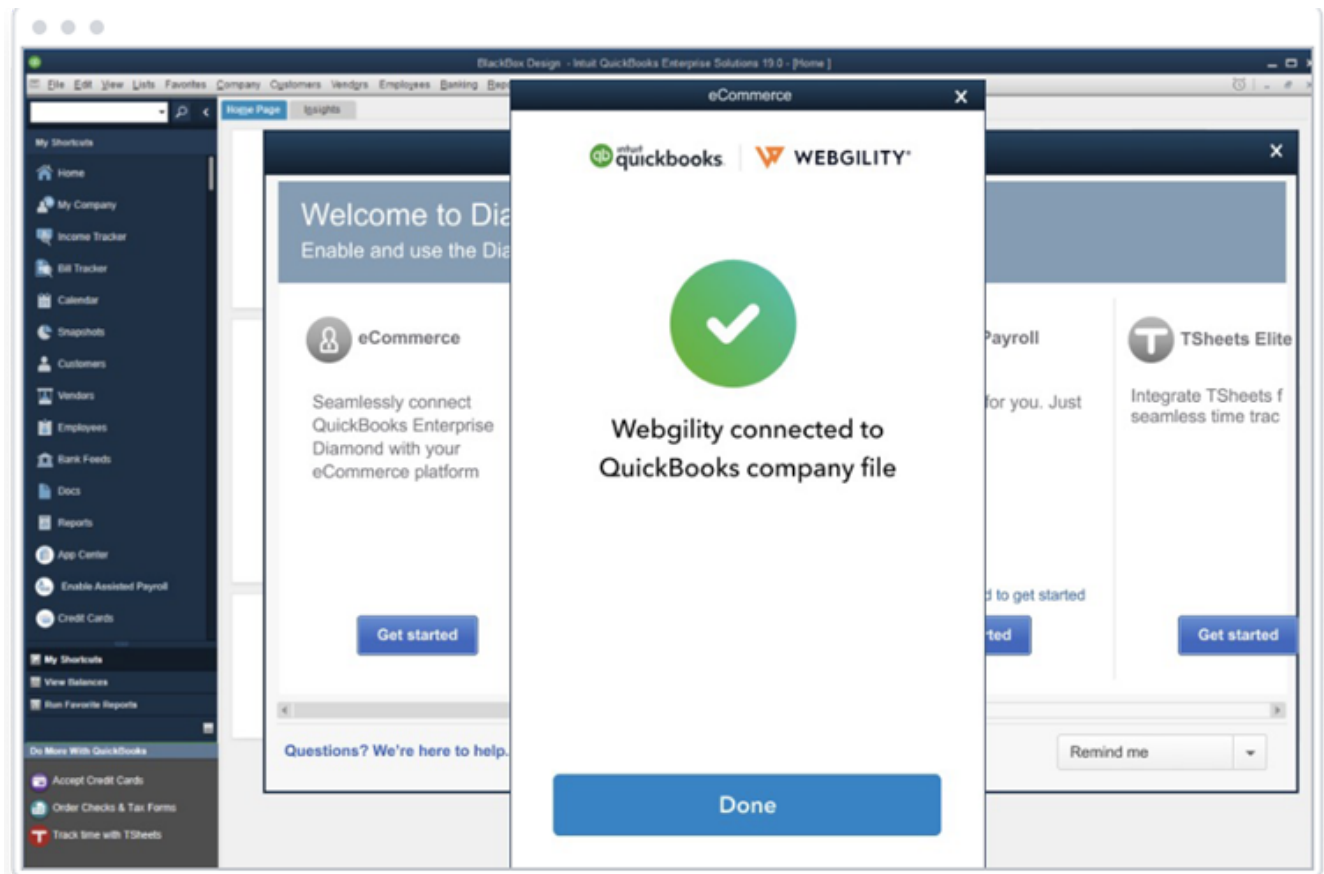 BlackBox Design - Intuit QuickBooks Enterprise Solutions 19.0 - [Home ]
File Edit View Lists Favorites Company Customers Vendors Employees Banking
Home Page Insights
My Shortcuts
Home
My Company
Income Tracker
Bill Tracker
Calendar
Snapshots
Customers
Vendors
Employees
Bank Feeds
Docs
Reports
App Center
Enable Assisted Payroll
Credit Cards
My Shortcuts
View Balances
Run Favorite Reports
Do More With QuickBooks
Accept Credit Cards
Order Checks & Tax Forms
Track time with TSheets
Welcome to
Enable and use the
eCommerce
Seamlessly connect
QuickBooks Enterprise
Diamond with your
eCommerce platform
Get started
Questions? We're here to help.
eCommerce
X
qb intuit quickbooks. WEBGILITY
Webgility connected to
QuickBooks company file
Done
X
Payroll
for you. Just
to get started
TSheets Elite
Integrate TSheets
seamless time
Get started
Remind me